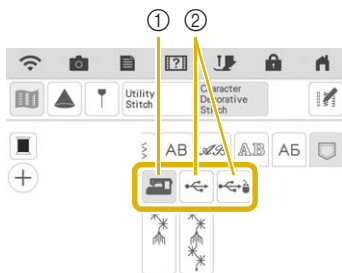 ① ②
Utility Stitch
Character Decorative Stitch
AB AB AB АБ